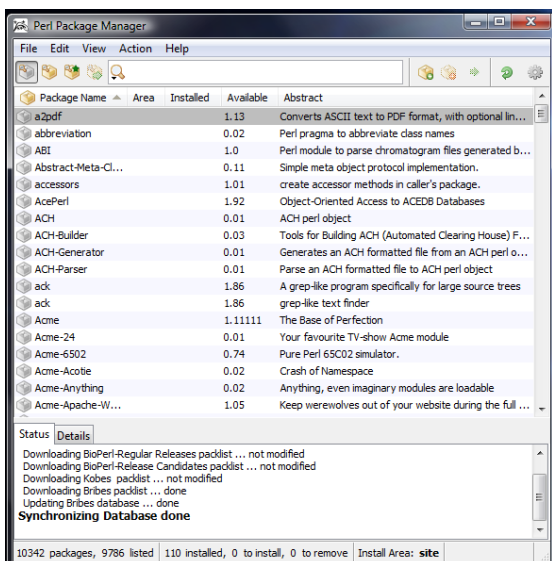 Perl Package Manager
File Edit View Action Help
Package Name Area Installed Available Abstract
a2pdf 1.13 Converts ASCII text to PDF format, with optional lin...
abbreviation 0.02 Perl pragma to abbreviate class names
ABI 1.0 Perl module to parse chromatogram files generated b...
Abstract-Meta-Cl... 0.11 Simple meta object protocol implementation.
accessors 1.01 create accessor methods in caller's package.
AcePerl 1.92 Object-Oriented Access to ACEDB Databases
ACH 0.01 ACH perl object
ACH-Builder 0.03 Tools for Building ACH (Automated Clearing House) F...
ACH-Generator 0.01 Generates an ACH formatted file from an ACH perl o...
ACH-Parser 0.01 Parse an ACH formatted file to ACH perl object
ack 1.86 A grep-like program specifically for large source trees
ack 1.86 grep-like text finder
Acme 1.11111 The Base of Perfection
Acme-24 0.01 Your favourite TV-show Acme module
Acme-6502 0.74 Pure Perl 65C02 simulator.
Acme-Acotie 0.02 Crash of Namespace
Acme-Anything 0.02 Anything, even imaginary modules are loadable
Acme-Apache-W... 1.05 Keep werewolves out of your website during the full ...
Status Details
Downloading BioPerl-Regular Releases packlist ... not modified
Downloading BioPerl-Release Candidates packlist ... not modified
Downloading Kobes packlist ... not modified
Downloading Bribes packlist ... done
Updating Bribes database ... done
Synchronizing Database done
10342 packages, 9786 listed 110 installed, 0 to install, 0 to remove Install Area: site